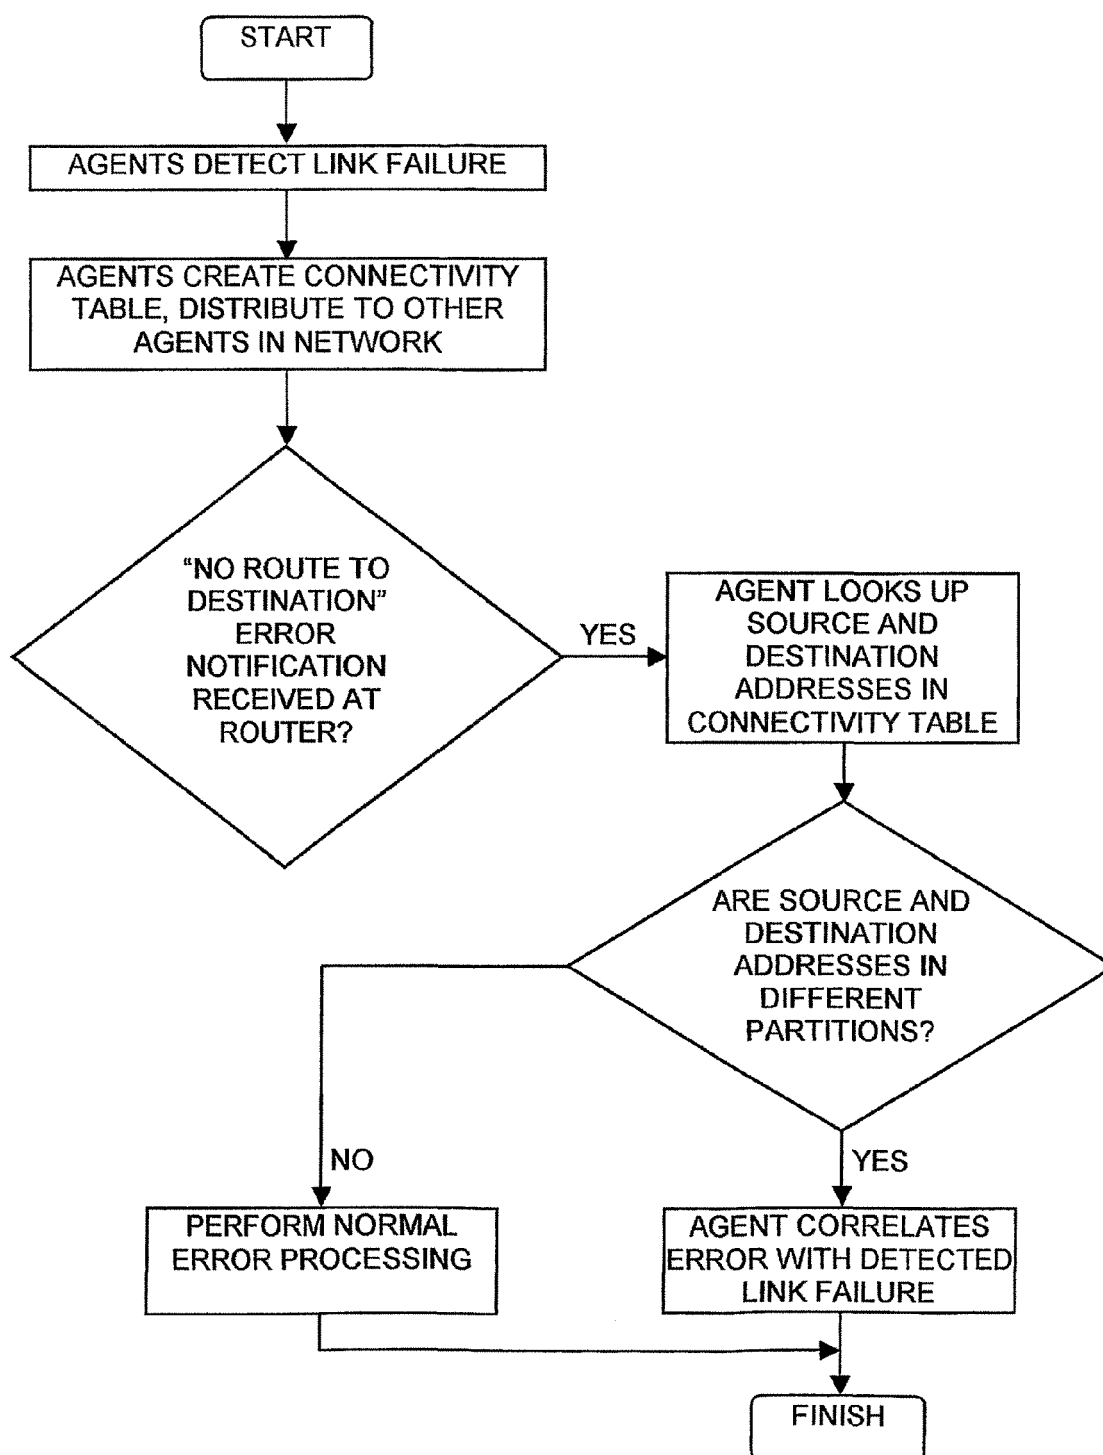 START
AGENTS DETECT LINK FAILURE
AGENTS CREATE CONNECTIVITY
TABLE, DISTRIBUTE TO OTHER
AGENTS IN NETWORK
“NO ROUTE TO
DESTINATION”
ERROR
NOTIFICATION
RECEIVED AT
ROUTER?
YES
AGENT LOOKS UP
SOURCE AND
DESTINATION
ADDRESSES IN
CONNECTIVITY TABLE
ARE SOURCE AND
DESTINATION
ADDRESSES IN
DIFFERENT
PARTITIONS?
NO
YES
PERFORM NORMAL
ERROR PROCESSING
AGENT CORRELATES
ERROR WITH DETECTED
LINK FAILURE
FINISH